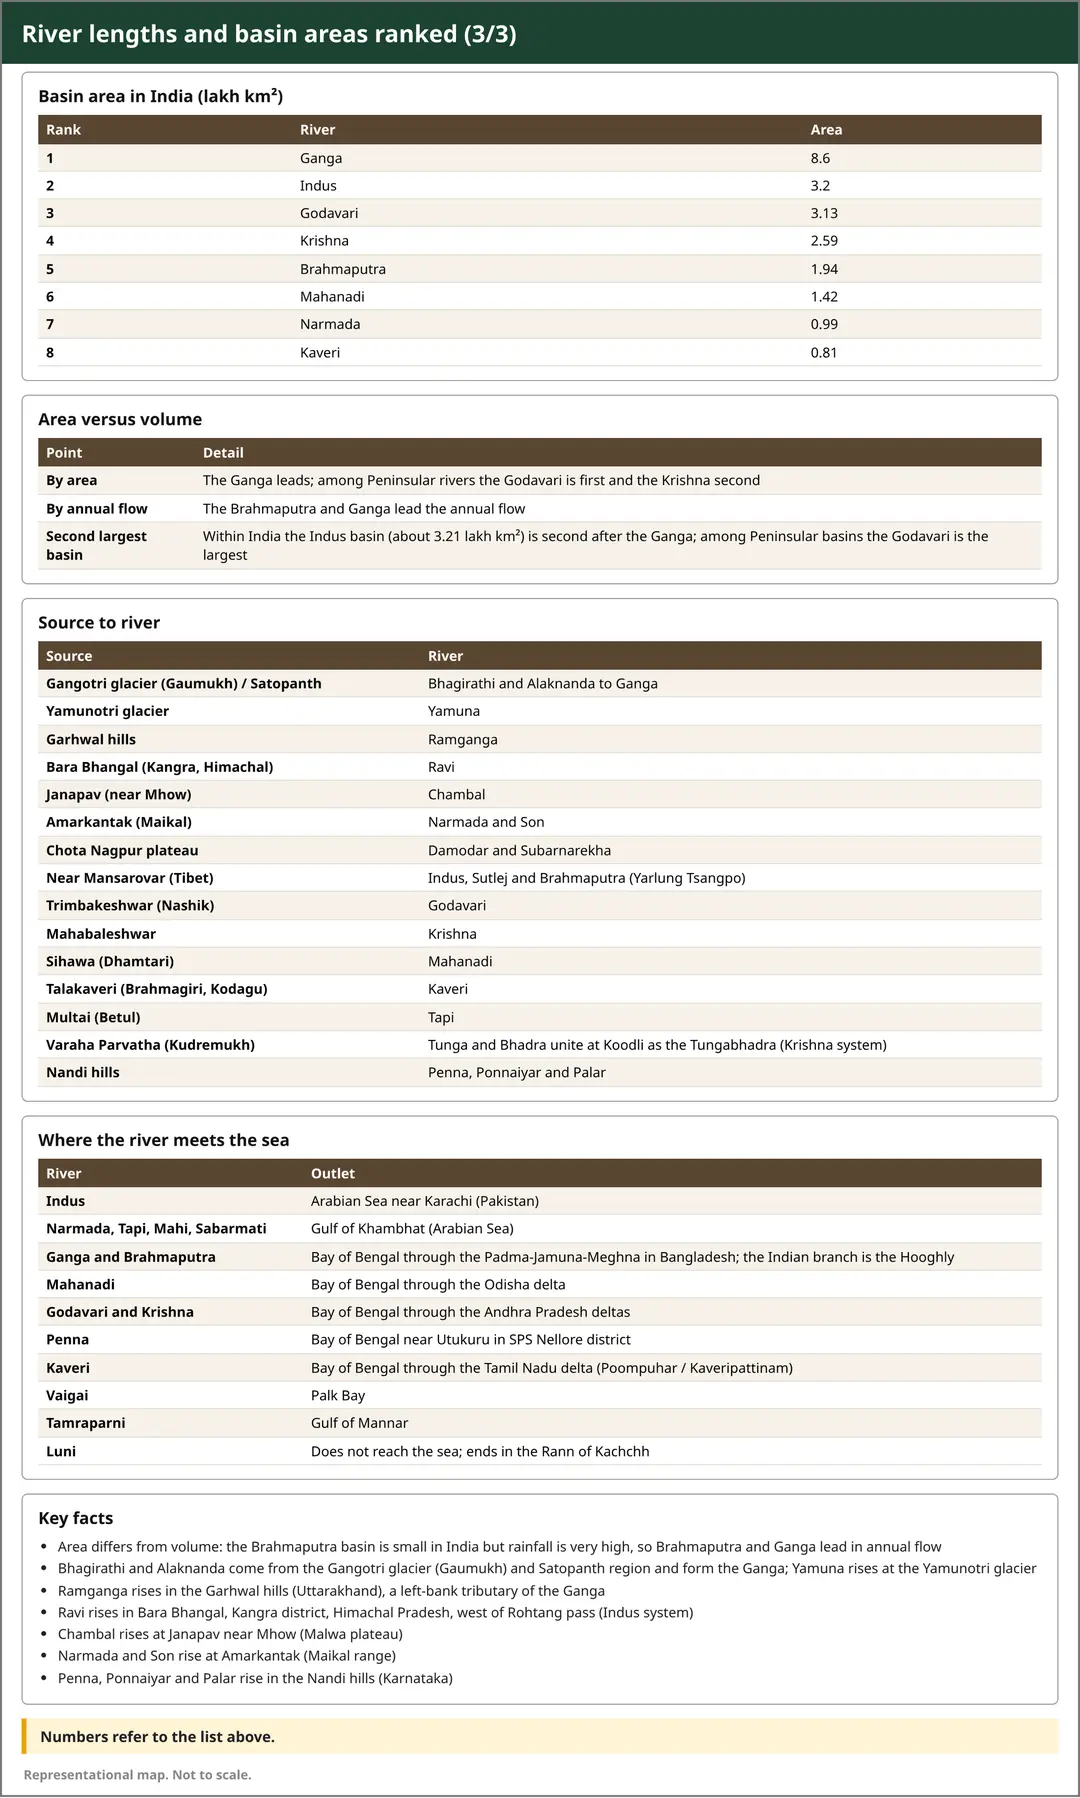 River lengths and basin areas ranked (3/3)
Basin area in India (lakh km²)
Rank River Area
1 Ganga 8.6
2 Indus 3.2
3 Godavari 3.13
4 Krishna 2.59
5 Brahmaputra 1.94
6 Mahanadi 1.42
7 Narmada 0.99
8 Kaveri 0.81
Area versus volume
Point Detail
By area The Ganga leads; among Peninsular rivers the Godavari is first and the Krishna second
By annual flow The Brahmaputra and Ganga lead the annual flow
Second largest basin Within India the Indus basin (about 3.21 lakh km²) is second after the Ganga; among Peninsular basins the Godavari is the largest
Source to river
Source River
Gangotri glacier (Gaumukh) / Satopanth Bhagirathi and Alaknanda to Ganga
Yamunotri glacier Yamuna
Garhwal hills Ramganga
Bara Bhangal (Kangra, Himachal) Ravi
Janapav (near Mhow) Chambal
Amarkantak (Maikal) Narmada and Son
Chota Nagpur plateau Damodar and Subarnarekha
Near Mansarovar (Tibet) Indus, Sutlej and Brahmaputra (Yarlung Tsangpo)
Trimbakeshwar (Nashik) Godavari
Mahabaleshwar Krishna
Sihawa (Dhamtari) Mahanadi
Talakaveri (Brahmagiri, Kodagu) Kaveri
Multai (Betul) Tapi
Varaha Parvatha (Kudremukh) Tunga and Bhadra unite at Koodli as the Tungabhadra (Krishna system)
Nandi hills Penna, Ponnaiyar and Palar
Where the river meets the sea
River Outlet
Indus Arabian Sea near Karachi (Pakistan)
Narmada, Tapi, Mahi, Sabarmati Gulf of Khambhat (Arabian Sea)
Ganga and Brahmaputra Bay of Bengal through the Padma-Jamuna-Meghna in Bangladesh; the Indian branch is the Hooghly
Mahanadi Bay of Bengal through the Odisha delta
Godavari and Krishna Bay of Bengal through the Andhra Pradesh deltas
Penna Bay of Bengal near Utukuru in SPS Nellore district
Kaveri Bay of Bengal through the Tamil Nadu delta (Poompuhar / Kaveripattinam)
Vaigai Palk Bay
Tamraparni Gulf of Mannar
Luni Does not reach the sea; ends in the Rann of Kachchh
Key facts
• Area differs from volume: the Brahmaputra basin is small in India but rainfall is very high, so Brahmaputra and Ganga lead in annual flow
• Bhagirathi and Alaknanda come from the Gangotri glacier (Gaumukh) and Satopanth region and form the Ganga; Yamuna rises at the Yamunotri glacier
• Ramganga rises in the Garhwal hills (Uttarakhand), a left-bank tributary of the Ganga
• Ravi rises in Bara Bhangal, Kangra district, Himachal Pradesh, west of Rohtang pass (Indus system)
• Chambal rises at Janapav near Mhow (Malwa plateau)
• Narmada and Son rise at Amarkantak (Maikal range)
• Penna, Ponnaiyar and Palar rise in the Nandi hills (Karnataka)
Numbers refer to the list above.
Representational map. Not to scale.